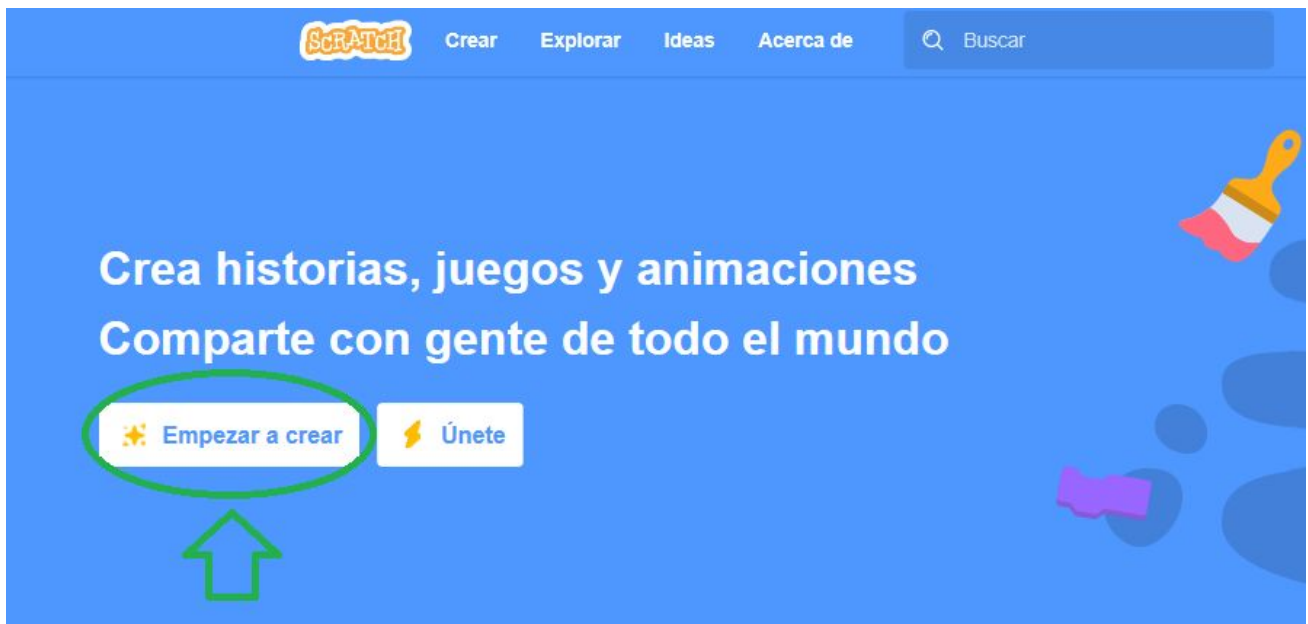 SCRATCH Crear Explorar Ideas Acerca de Buscar
Crea historias, juegos y animaciones
Comparte con gente de todo el mundo
Empezar a crear Únete